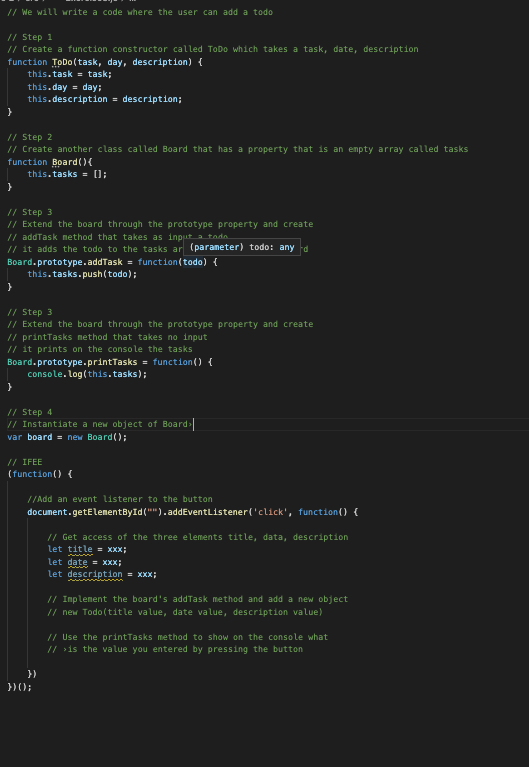 // We will write a code where the user can add a todo
// Step 1
// Create a function constructor called ToDo which takes a task, date, description
function ToDo(task, day, description) {
this.task = task;
this.day = day;
this.description = description;
}
// Step 2
// Create another class called Board that has a property that is an empty array called tasks
function Board(){
this.tasks = [];
}
// Step 3
// Extend the board through the prototype property and create
// addTask method that takes as input a todo
(parameter) todo: any
// it adds the todo to the tasks
Board.prototype.addTask = function(todo) {
this.tasks.push(todo);
}
// Step 3
// Extend the board through the prototype property and create
// printTasks method that takes no input
// it prints on the console the tasks
Board.prototype.printTasks = function() {
console.log(this.tasks);
}
// Step 4
// Instantiate a new object of Board›
var board = new Board();
// IFEE
(function() {
//Add an event listener to the button
document.getElementById("").addEventListener('click', function() {
// Get access of the three elements title, data, description
let title = xxx;
let date = xxx;
let description = xxx;
// Implement the board's addTask method and add a new object
// new Todo(title value, date value, description value)
// Use the printTasks method to show on the console what
// ›is the value you entered by pressing the button
})
})();